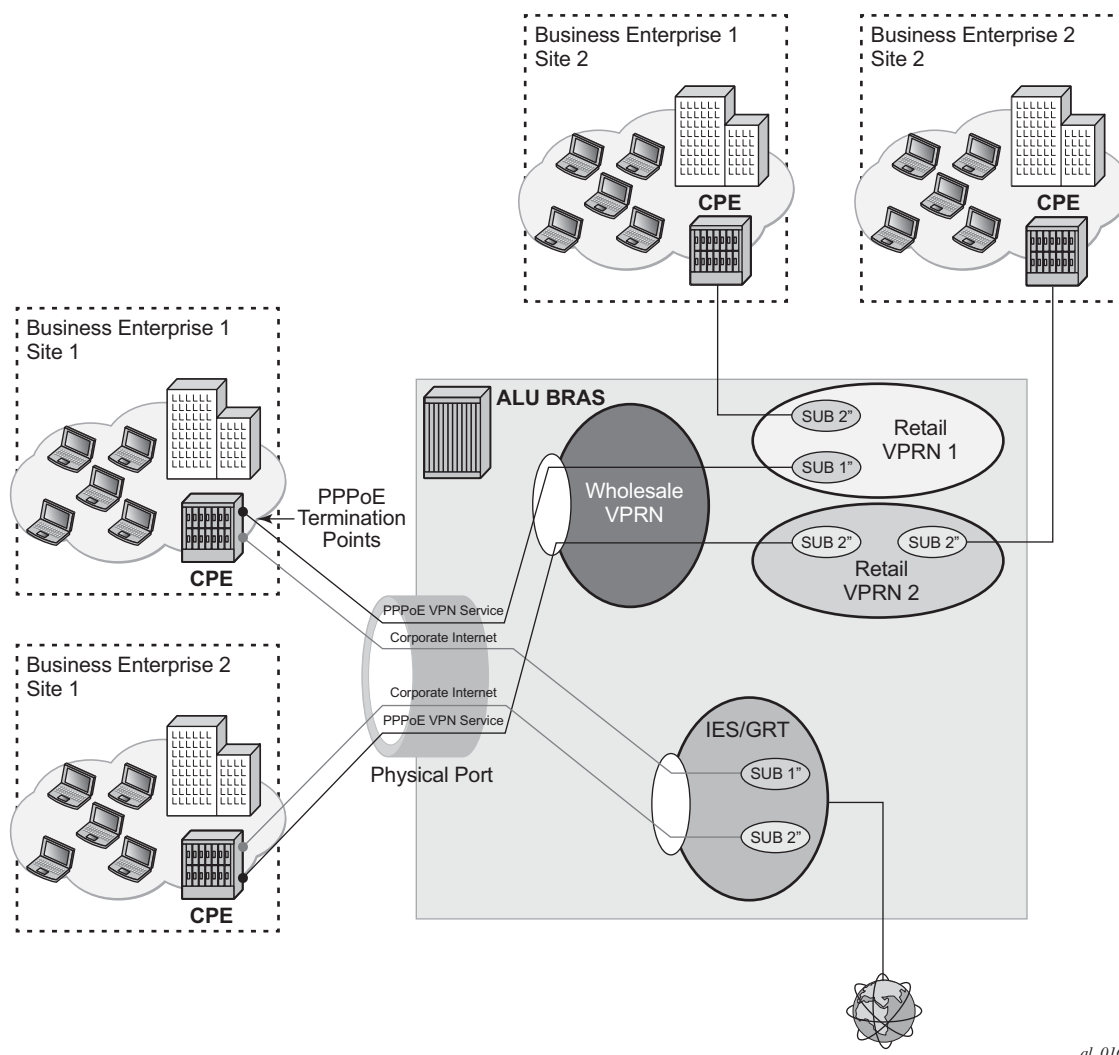 Business Enterprise 1
Site 2
CPE
Business Enterprise 2
Site 2
CPE
Business Enterprise 1
Site 1
CPE
PPPoE
Termination
Points
ALU BRAS
Wholesale
VPRN
SUB 2”
SUB 1”
Retail
VPRN 1
SUB 2”
SUB 2”
Retail
VPRN 2
PPPoE VPN Service
Corporate Internet
Corporate Internet
PPPoE VPN Service
Physical Port
Business Enterprise 2
Site 1
CPE
IES/GRT
SUB 1”
SUB 2”